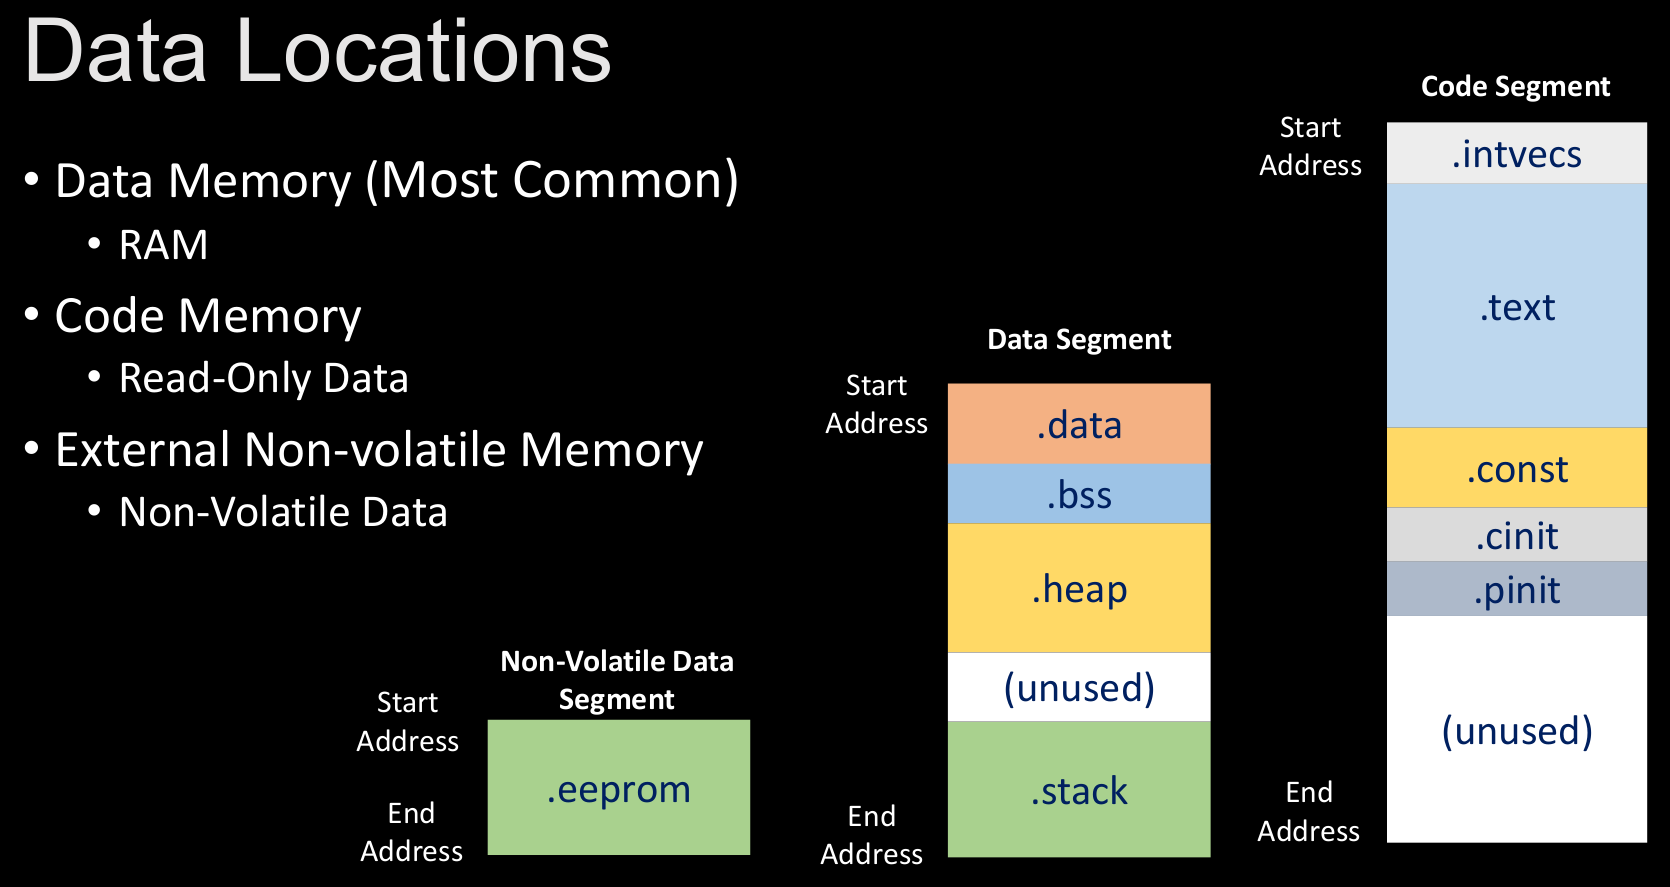 Data Locations
• Data Memory (Most Common)
• RAM
• Code Memory
• Read-Only Data
• External Non-volatile Memory
• Non-Volatile Data
Non-Volatile Data
Segment
Start
Address
.eeprom
End
Address
Data Segment
Start
Address
.data
.bss
.heap
(unused)
.stack
End
Address
Code Segment
Start
Address
.intvecs
.text
.const
.cinit
.pinit
(unused)
End
Address